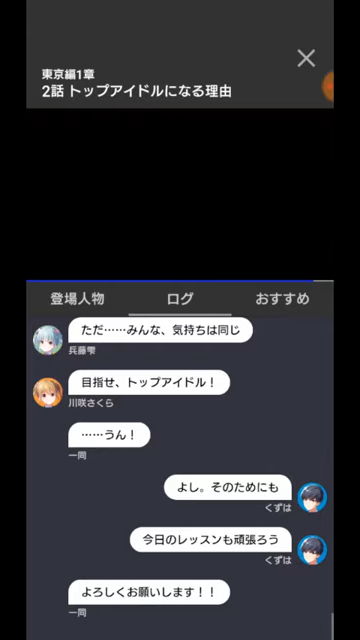 東京編1章
2話 トップアイドルになる理由
登場人物
ログ
おすすめ
ただ……みんな、気持ちは同じ
兵藤雫
目指せ、トップアイドル！
川咲さくら
……うん！
一同
よし。そのためにも
くずは
今日のレッスンも頑張ろう
くずは
よろしくお願いします！！
一同